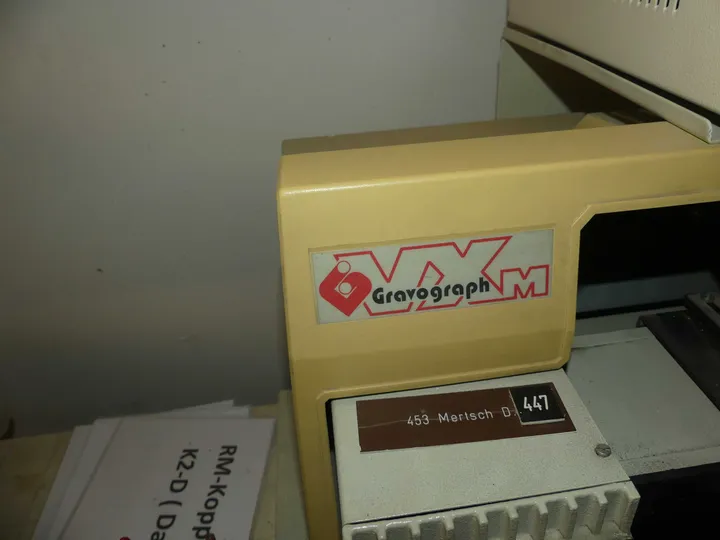 VX M
Gravograph
453 Mertsch D.
447
RM-Kopp
K2-D ( Da